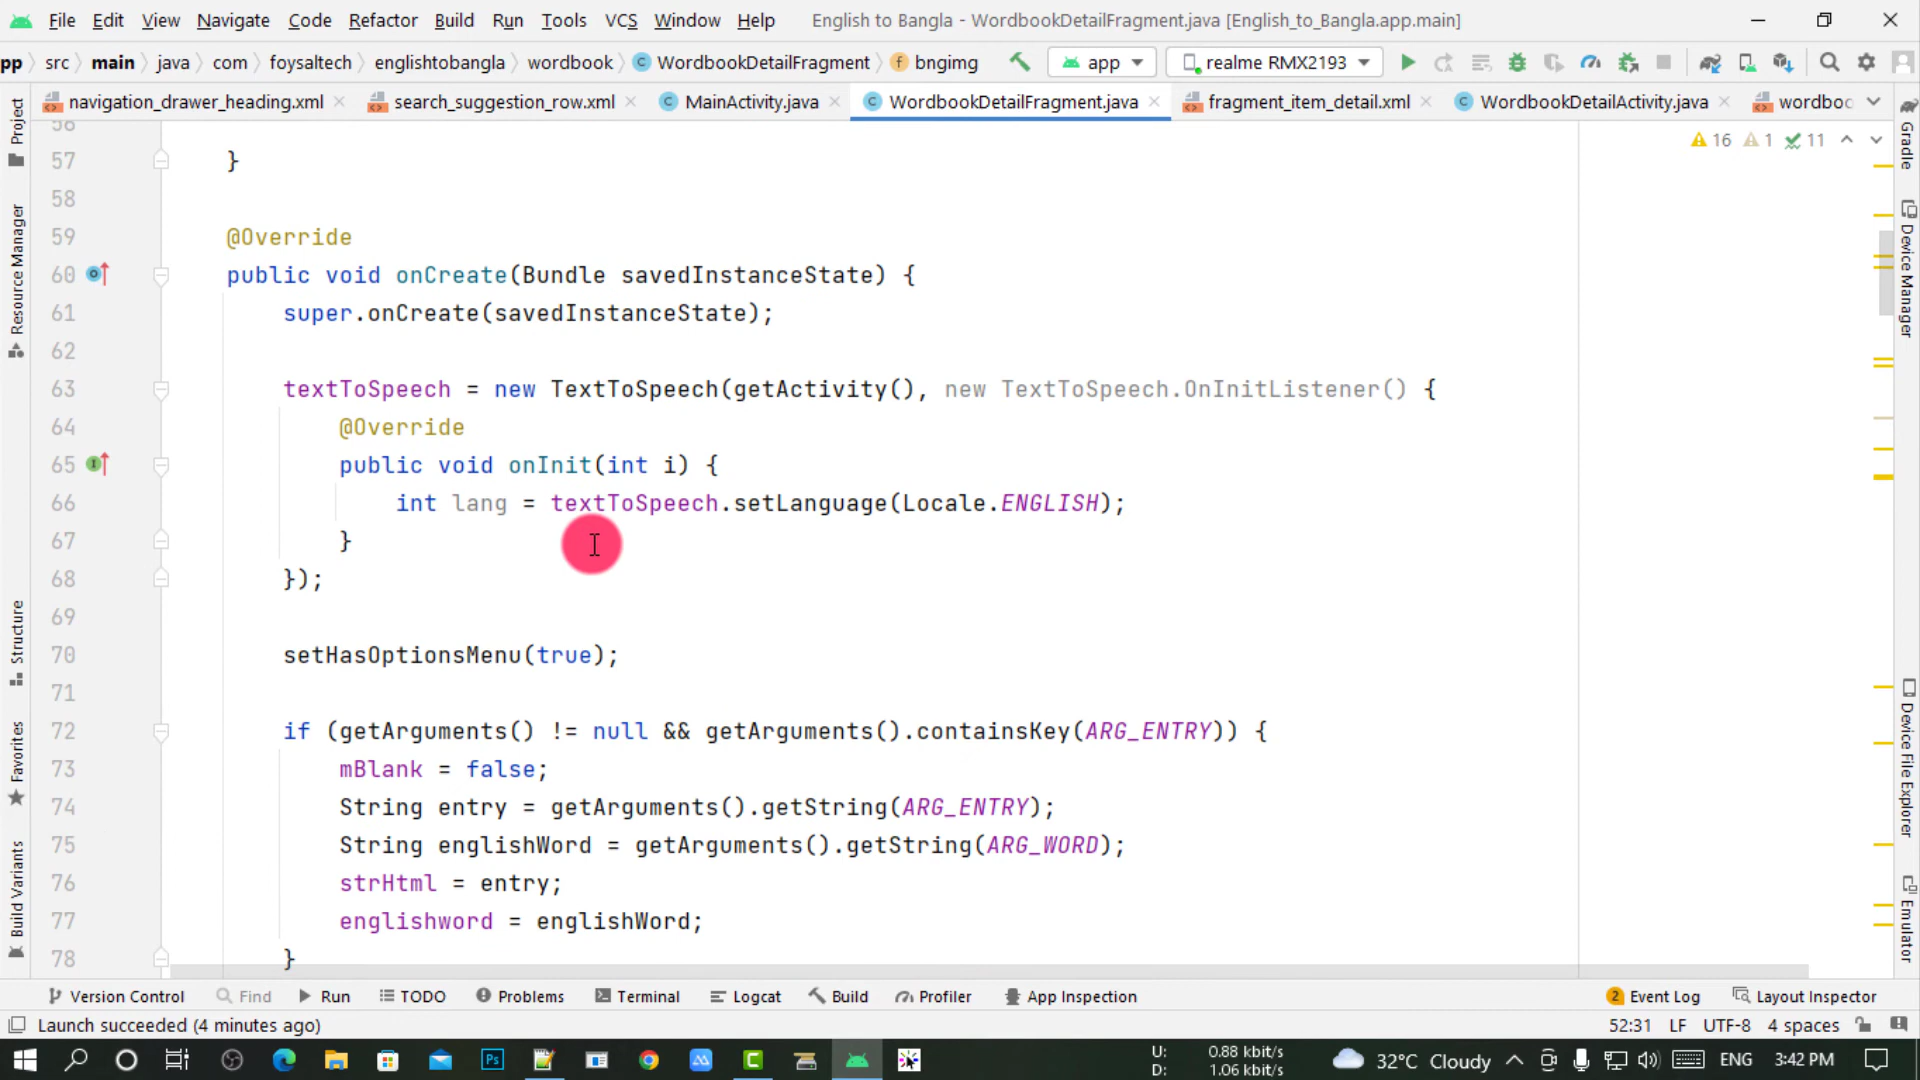 File Edit View Navigate Code Refactor Build Run Tools VCS Window Help English to Bangla - WordbookDetailFragment.java [English_to_Bangla.app.main]
pp src main java com foysaltech englishtobangla wordbook WordbookDetailFragment bngimg app realme RMX2193
navigation_drawer_heading.xml search_suggestion_row.xml MainActivity.java WordbookDetailFragment.java fragment_item_detail.xml WordbookDetailActivity.java wordboo
16 1 11
56
57 }
58
59 @Override
60 public void onCreate(Bundle savedInstanceState) {
61 super.onCreate(savedInstanceState);
62
63 textToSpeech = new TextToSpeech(getActivity(), new TextToSpeech.OnInitListener() {
64 @Override
65 public void onInit(int i) {
66 int lang = textToSpeech.setLanguage(Locale.ENGLISH);
67 }
68 });
69
70 setHasOptionsMenu(true);
71
72 if (getArguments() != null && getArguments().containsKey(ARG_ENTRY)) {
73 mBlank = false;
74 String entry = getArguments().getString(ARG_ENTRY);
75 String englishWord = getArguments().getString(ARG_WORD);
76 strHtml = entry;
77 englishword = englishWord;
78 }
Project
Resource Manager
Structure
Favorites
Build Variants
Gradle
Device Manager
Device File Explorer
Emulator
Version Control Find Run TODO Problems Terminal Logcat Build Profiler App Inspection 2 Event Log Layout Inspector
Launch succeeded (4 minutes ago) 52:31 LF UTF-8 4 spaces
U: 0.88 kbit/s
D: 1.06 kbit/s
32°C Cloudy ENG 3:42 PM